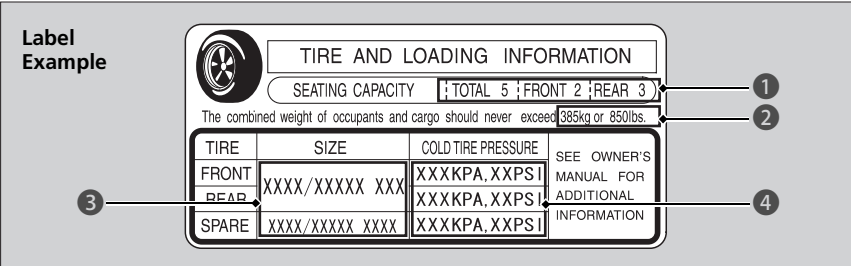 Label
Example
TIRE AND LOADING INFORMATION
SEATING CAPACITY TOTAL 5 FRONT 2 REAR 3
1
The combined weight of occupants and cargo should never exceed 385kg or 850lbs.
2
TIRE SIZE COLD TIRE PRESSURE
SEE OWNER'S
MANUAL FOR
ADDITIONAL
INFORMATION
FRONT XXXX/XXXXX XXX XXXKPA,XXPSI
REAR XXXKPA,XXPSI
SPARE XXXX/XXXXX XXXX XXXKPA,XXPSI
3
4